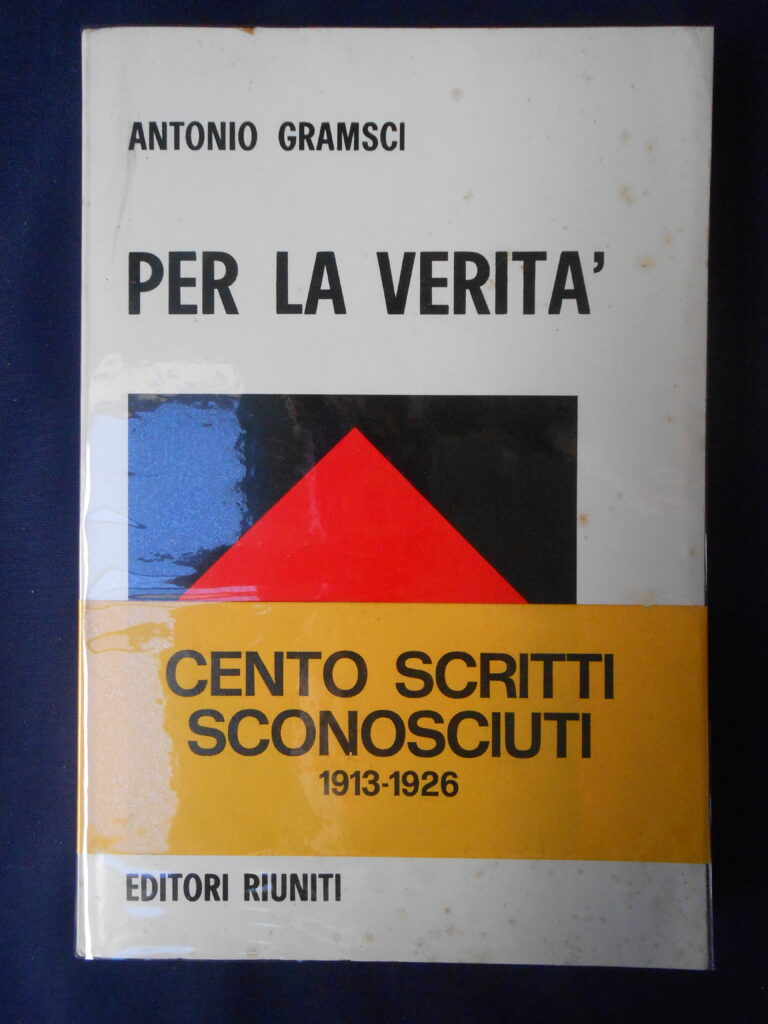 ANTONIO GRAMSCI
PER LA VERITA'
CENTO SCRITTI
SCONOSCIUTI
1913-1926
EDITORI RIUNITI